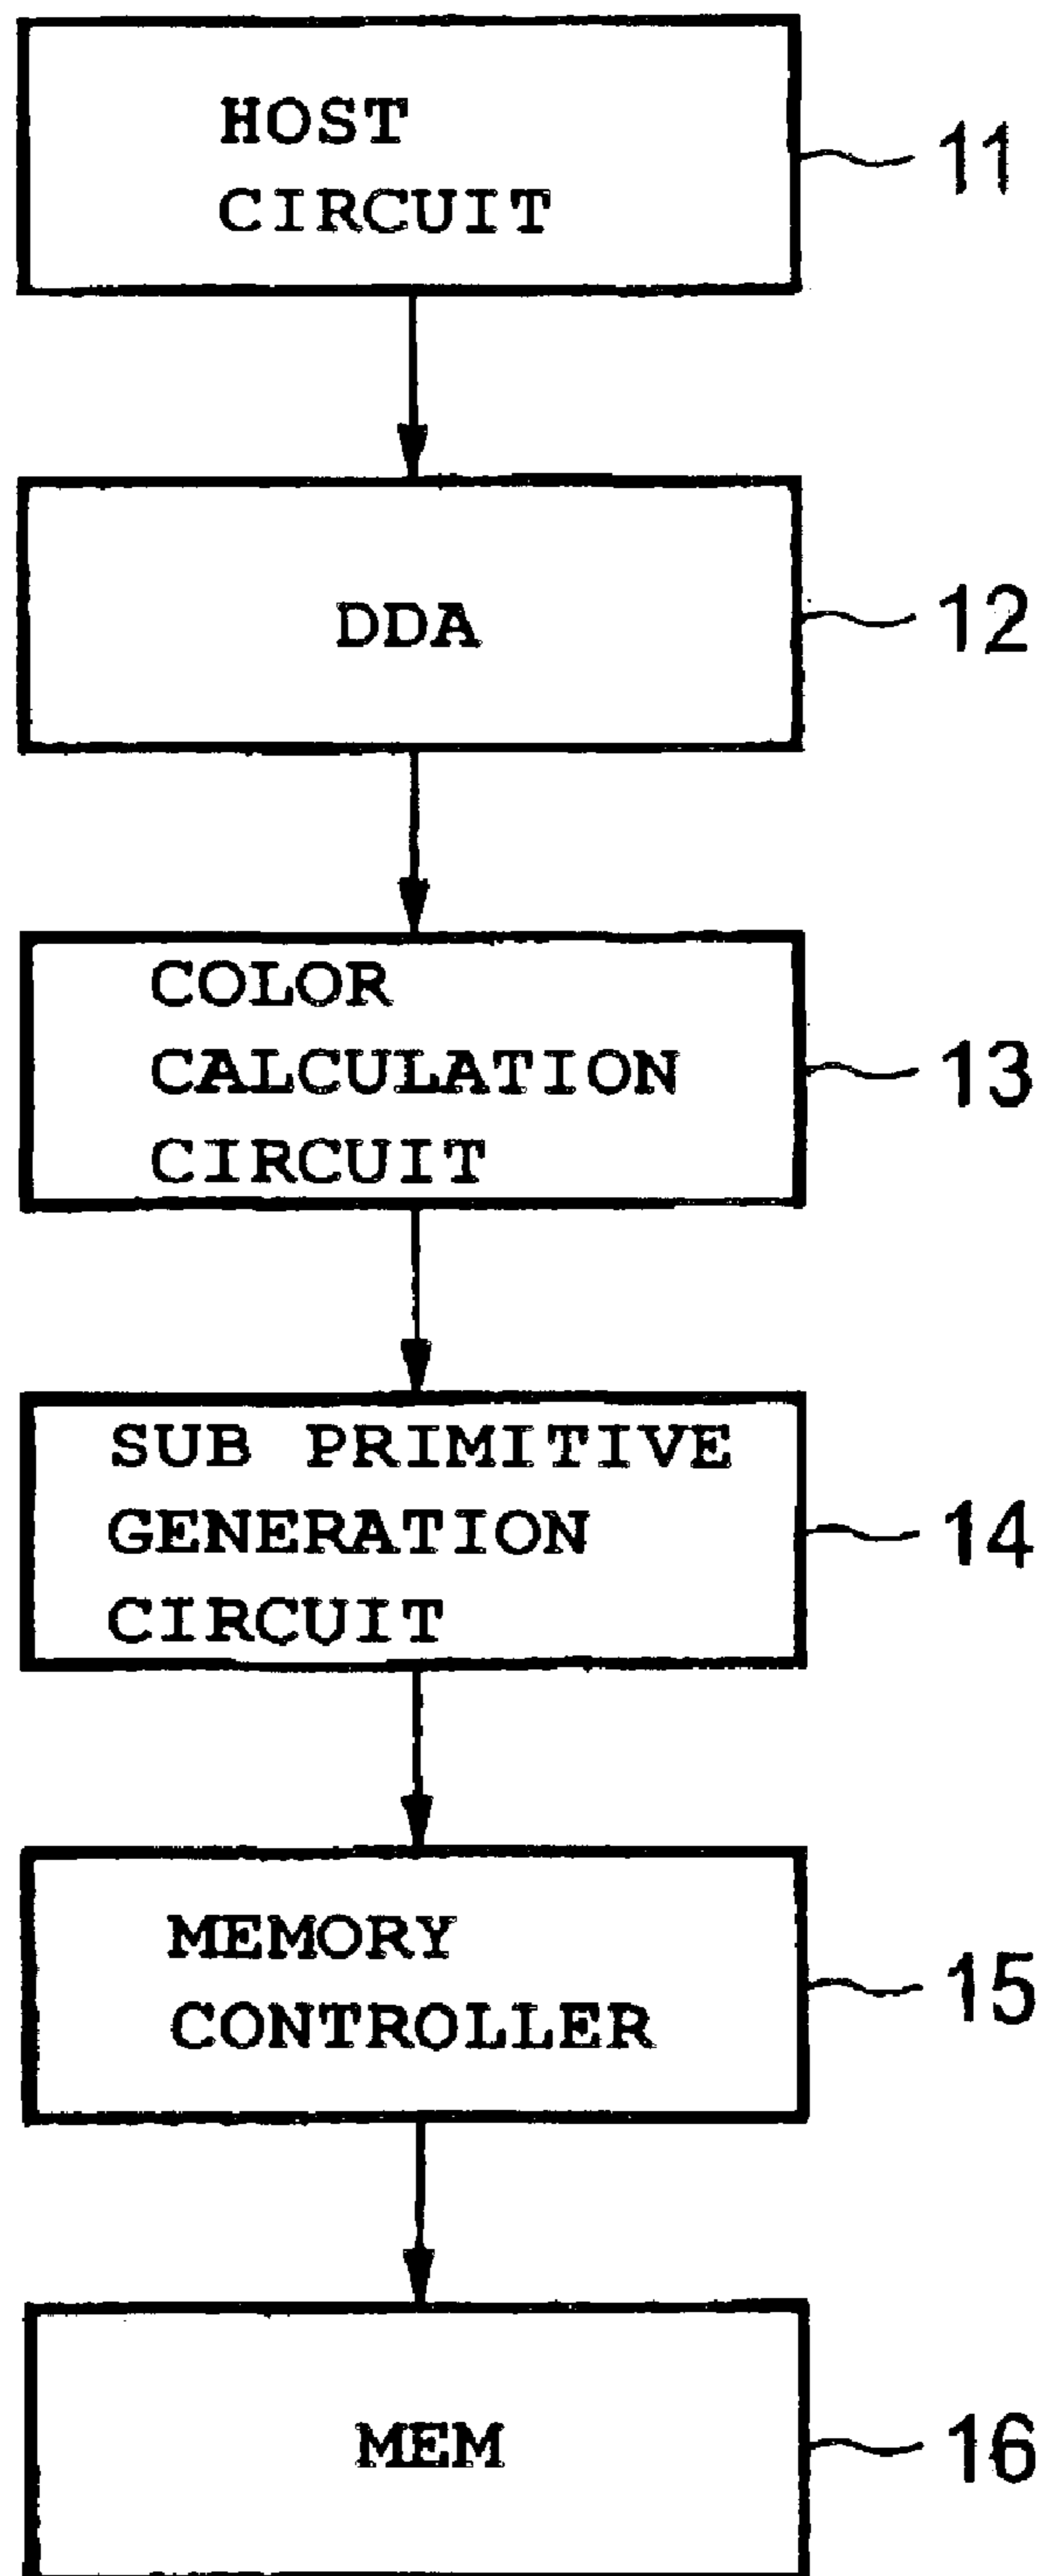 HOST
CIRCUIT
11
DDA
12
COLOR
CALCULATION
CIRCUIT
13
SUB PRIMITIVE
GENERATION
CIRCUIT
14
MEMORY
CONTROLLER
15
MEM
16